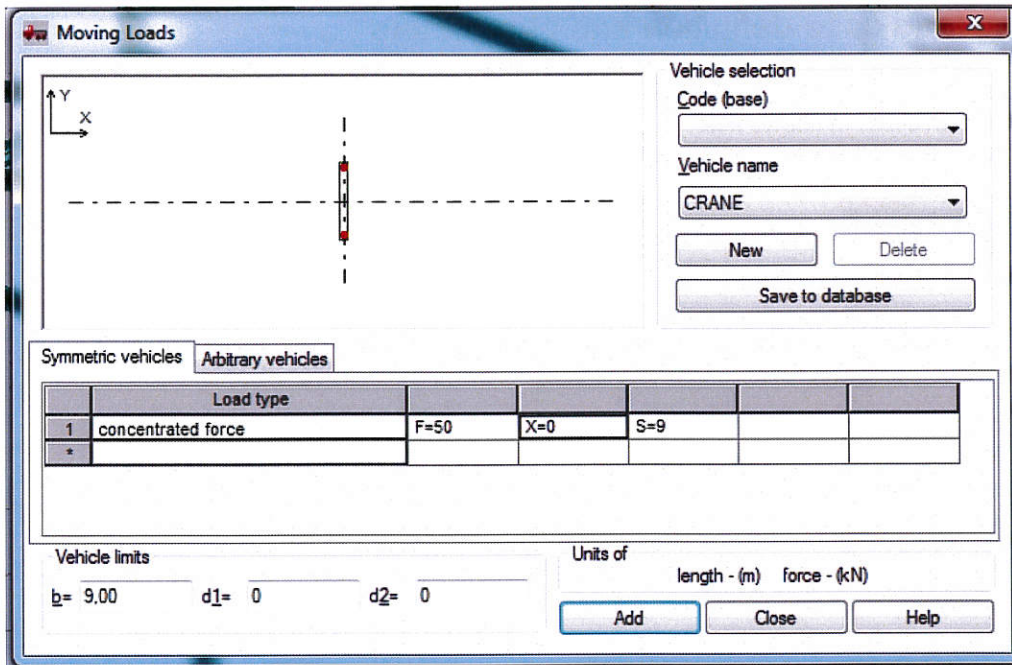 Moving Loads
Y
X
Vehicle selection
Code (base)
Vehicle name
CRANE
New
Delete
Save to database
Symmetric vehicles
Arbitrary vehicles
Load type
1 concentrated force F=50 X=0 S=9
*
Vehicle limits
b= 9,00 d1= 0 d2= 0
Units of
length - (m) force - (kN)
Add
Close
Help